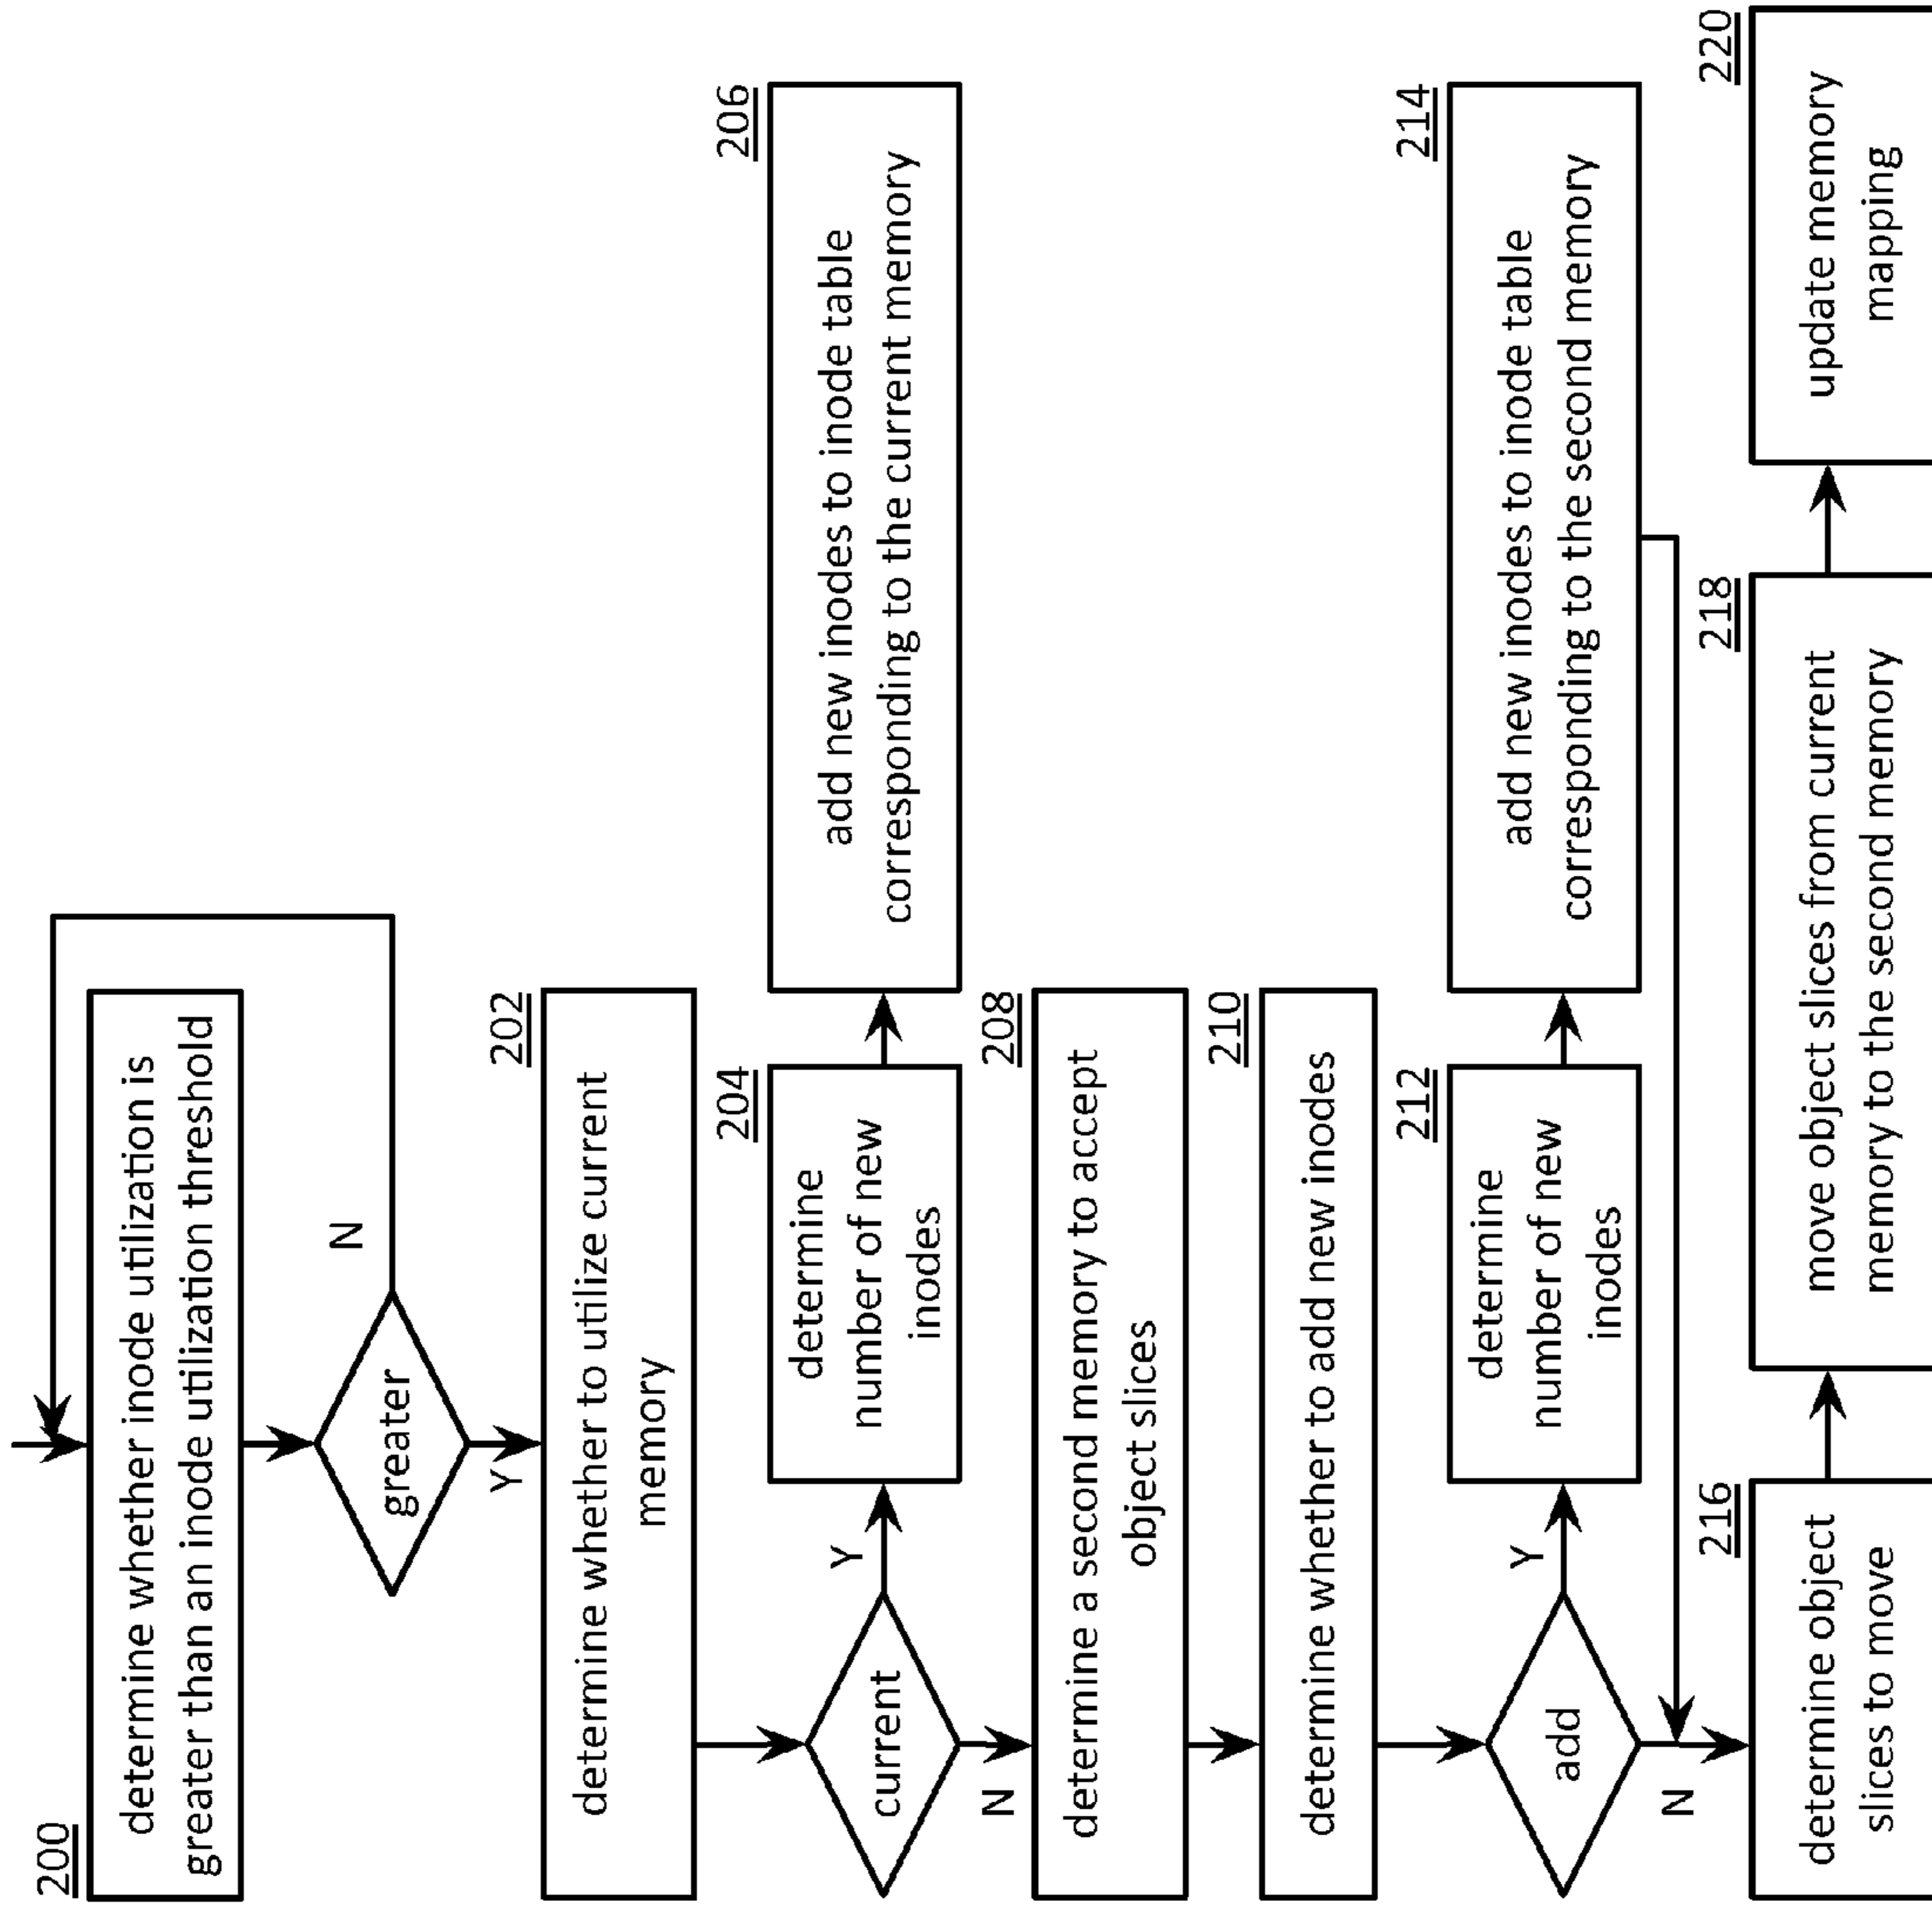 200
determine whether inode utilization is
greater than an inode utilization threshold
greater
N
Y
202
determine whether to utilize current
memory
current
Y
N
204
determine
number of new
inodes
206
add new inodes to inode table
corresponding to the current memory
208
determine a second memory to accept
object slices
210
determine whether to add new inodes
add
Y
N
212
determine
number of new
inodes
214
add new inodes to inode table
corresponding to the second memory
216
determine object
slices to move
218
move object slices from current
memory to the second memory
220
update memory
mapping